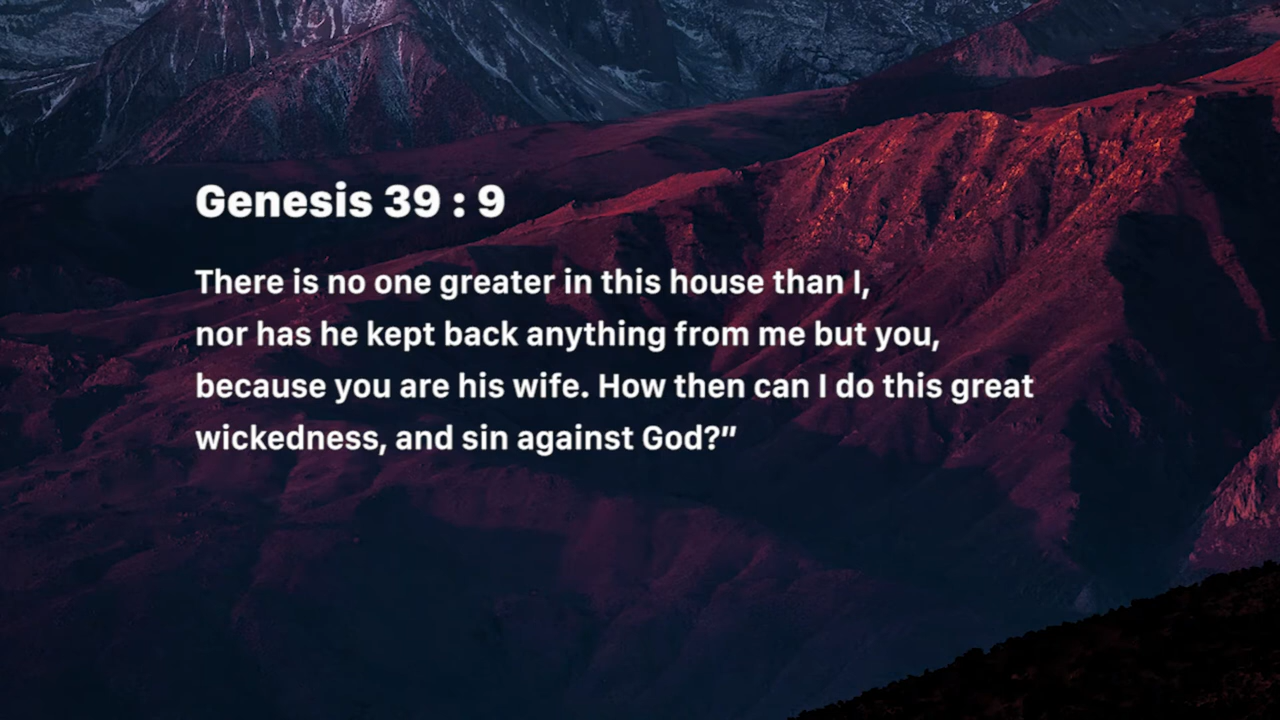 Genesis 39 : 9
There is no one greater in this house than I,
nor has he kept back anything from me but you,
because you are his wife. How then can I do this great
wickedness, and sin against God?”